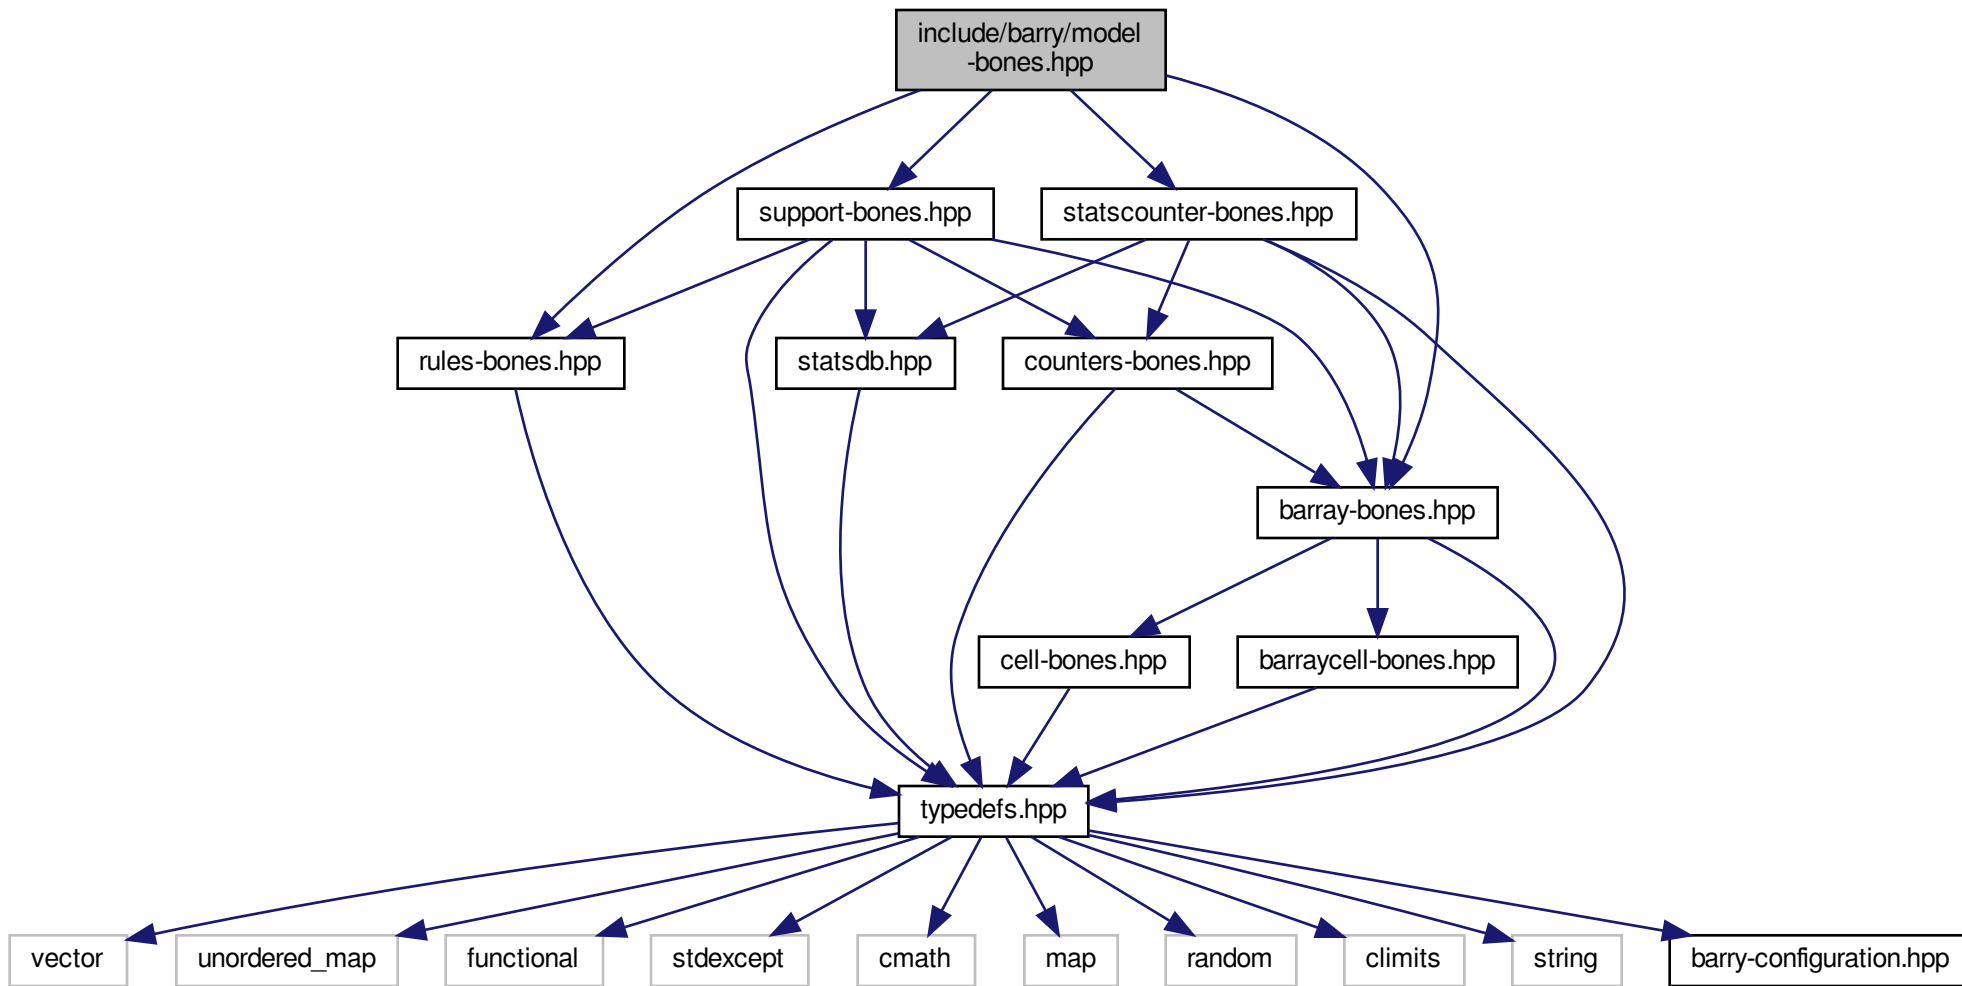 include/barry/model
-bones.hpp
support-bones.hpp
statscounter-bones.hpp
rules-bones.hpp
statsdb.hpp
counters-bones.hpp
barray-bones.hpp
cell-bones.hpp
barraycell-bones.hpp
typedefs.hpp
vector
unordered_map
functional
stdexcept
cmath
map
random
climits
string
barry-configuration.hpp